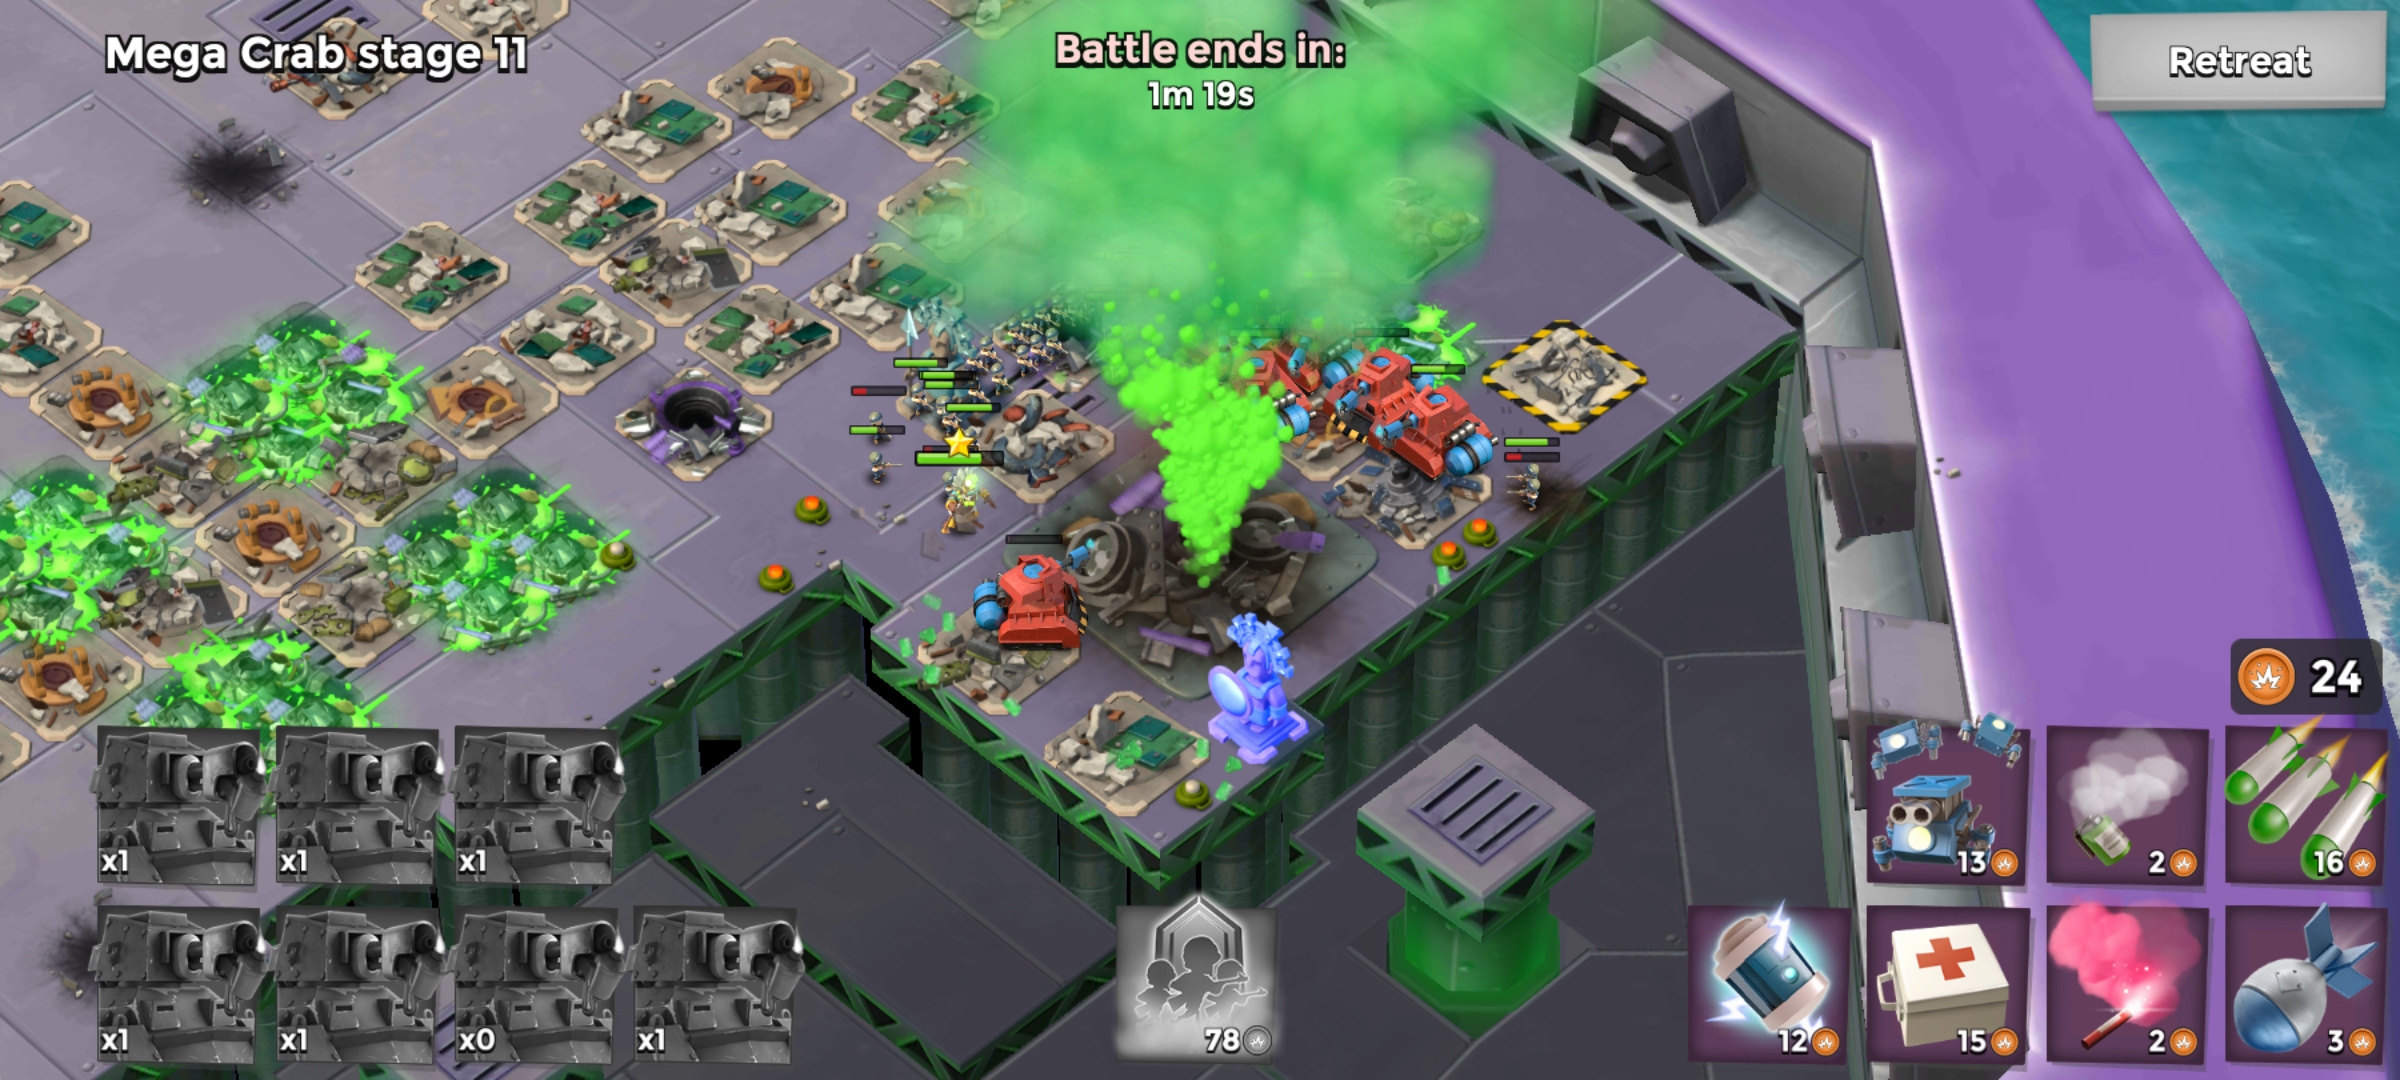 Mega Crab stage 11
Battle ends in:
1m 19s
Retreat
24
13
2
16
x1
x1
x1
x1
x1
x0
x1
78
12
15
2
3